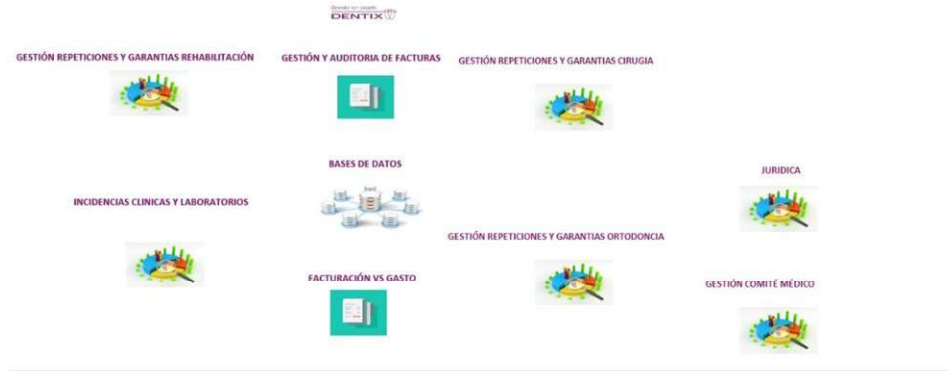 DENTIX
GESTIÓN REPETICIONES Y GARANTIAS REHABILITACIÓN
GESTIÓN Y AUDITORIA DE FACTURAS
GESTIÓN REPETICIONES Y GARANTIAS CIRUGIA
BASES DE DATOS
JURIDICA
INCIDENCIAS CLINICAS Y LABORATORIOS
GESTIÓN REPETICIONES Y GARANTIAS ORTODONCIA
FACTURACIÓN VS GASTO
GESTIÓN COMITÉ MÉDICO